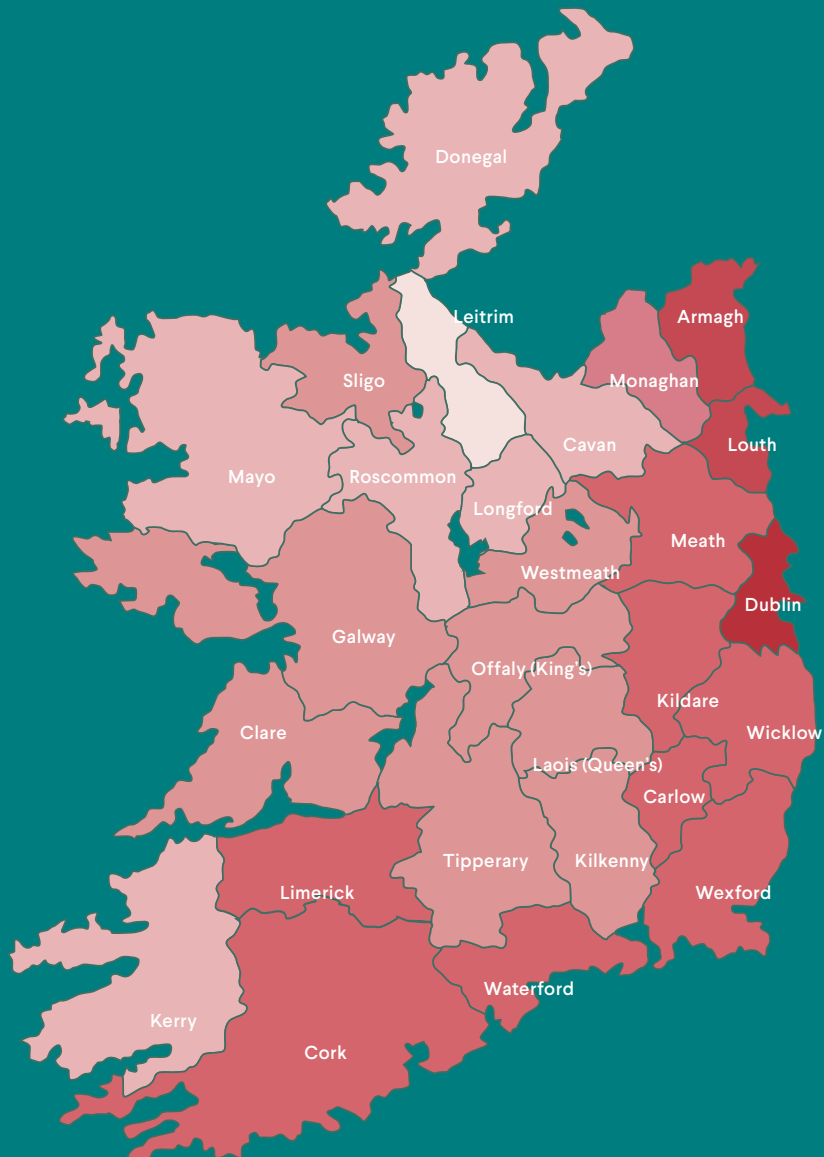 Donegal
Leitrim
Armagh
Sligo
Monaghan
Cavan
Louth
Mayo
Roscommon
Longford
Meath
Westmeath
Dublin
Galway
Offaly (King's)
Kildare
Clare
Wicklow
Laois (Queen's)
Carlow
Tipperary
Kilkenny
Limerick
Wexford
Waterford
Kerry
Cork